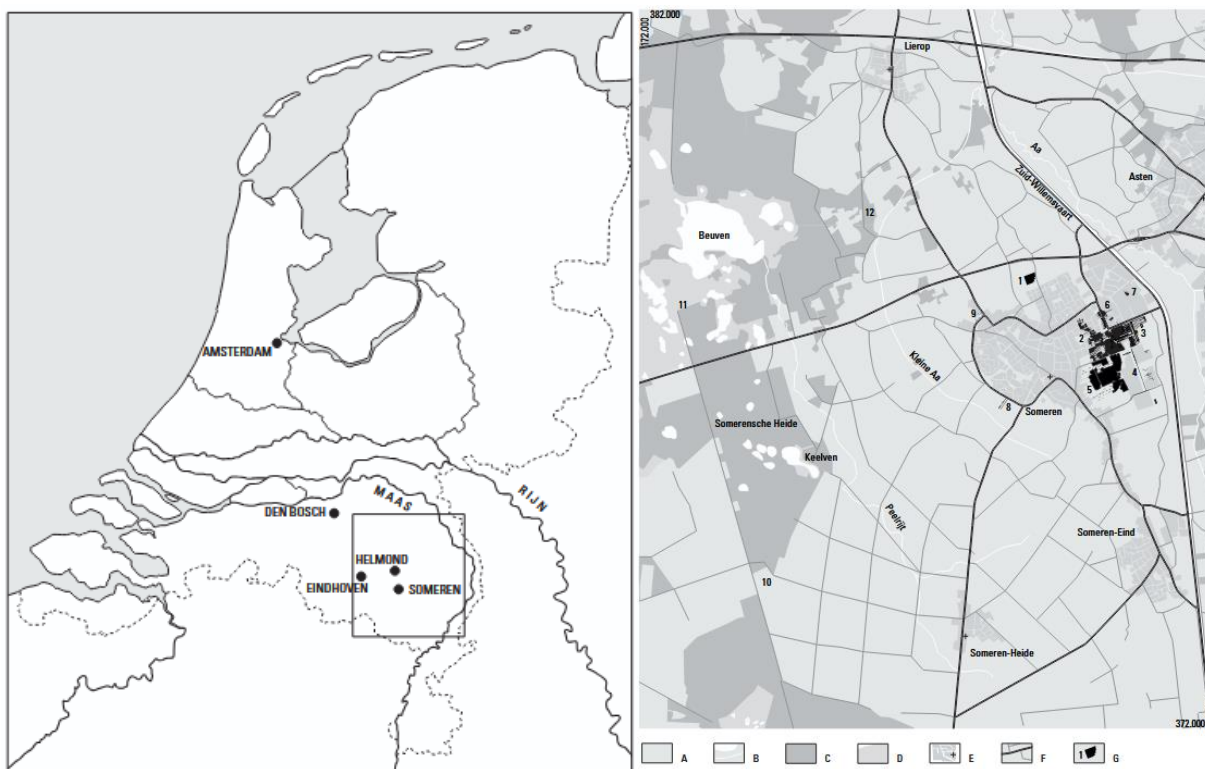 AMSTERDAM
DEN BOSCH
MAAS
RIJN
HELMOND
EINDHOVEN
SOMEREN
382.000
172.000
Lierop
Aa
Zuid-Willemsvaart
Asten
12
Beuven
11
1
7
6
9
2
3
Kleine Aa
4
5
8
Someren
Somerensche Heide
Keelven
Peelrijt
Someren-Eind
10
Someren-Heide
372.000
A
B
C
D
E
F
1
G